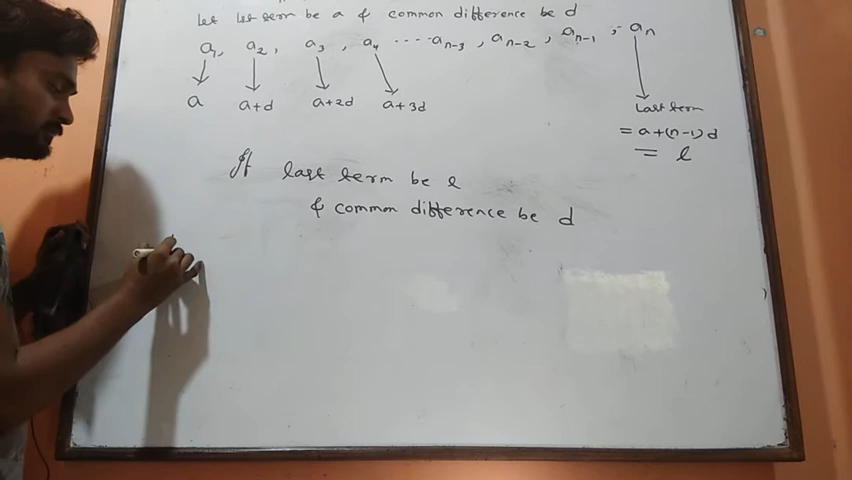 Let 1st term be a & common difference be d
a₁, a₂, a₃, a₄ ---- aₙ₋₃, aₙ₋₂, aₙ₋₁, -- aₙ
a a+d a+2d a+3d
Last term
= a+(n-1)d
= l
If last term be l
& common difference be d